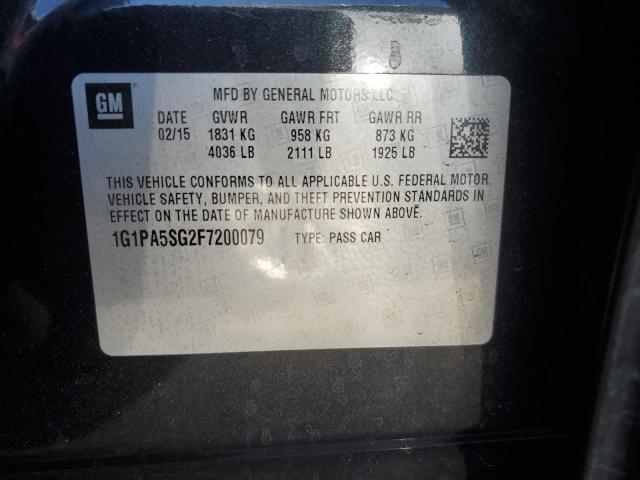 GM
MFD BY GENERAL MOTORS LLC
DATE GVWR GAWR FRT GAWR RR
02/15 1831 KG 958 KG 873 KG
4036 LB 2111 LB 1925 LB
THIS VEHICLE CONFORMS TO ALL APPLICABLE U.S. FEDERAL MOTOR
VEHICLE SAFETY, BUMPER, AND THEFT PREVENTION STANDARDS IN
EFFECT ON THE DATE OF MANUFACTURE SHOWN ABOVE.
1G1PA5SG2F7200079 TYPE: PASS CAR